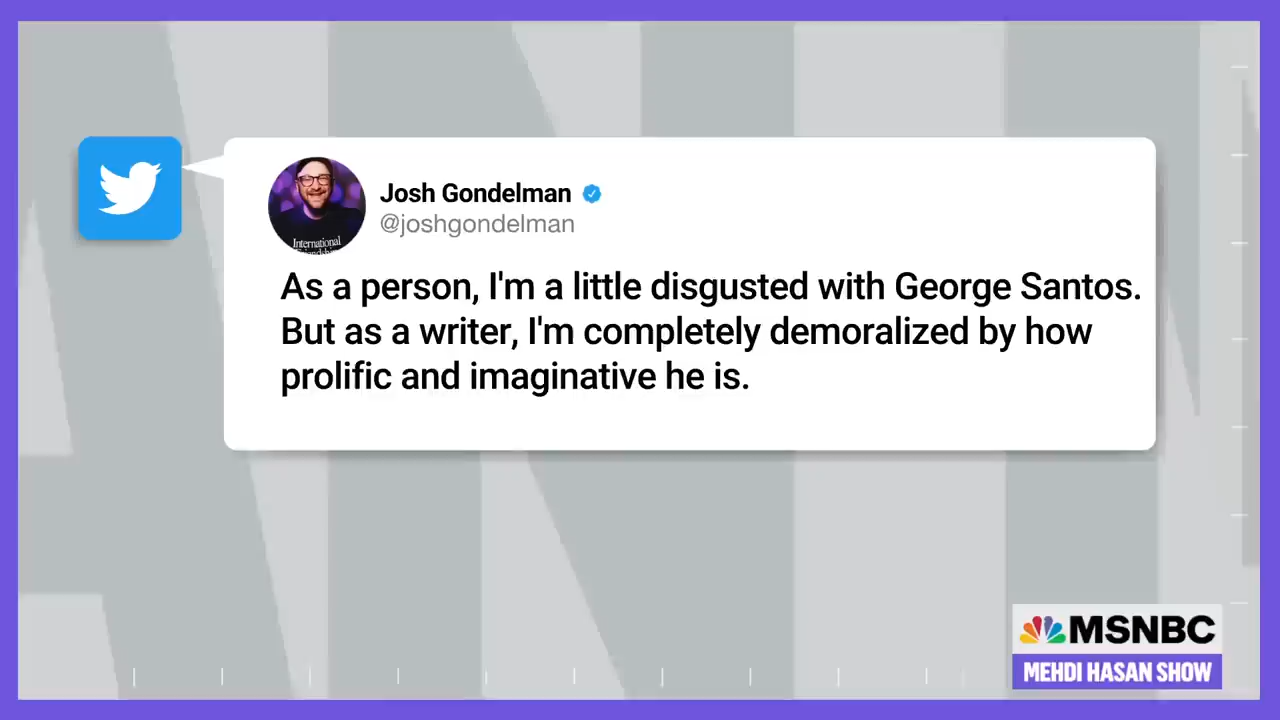 Josh Gondelman
@joshgondelman
International
As a person, I'm a little disgusted with George Santos.
But as a writer, I'm completely demoralized by how
prolific and imaginative he is.
MSNBC
MEHDI HASAN SHOW